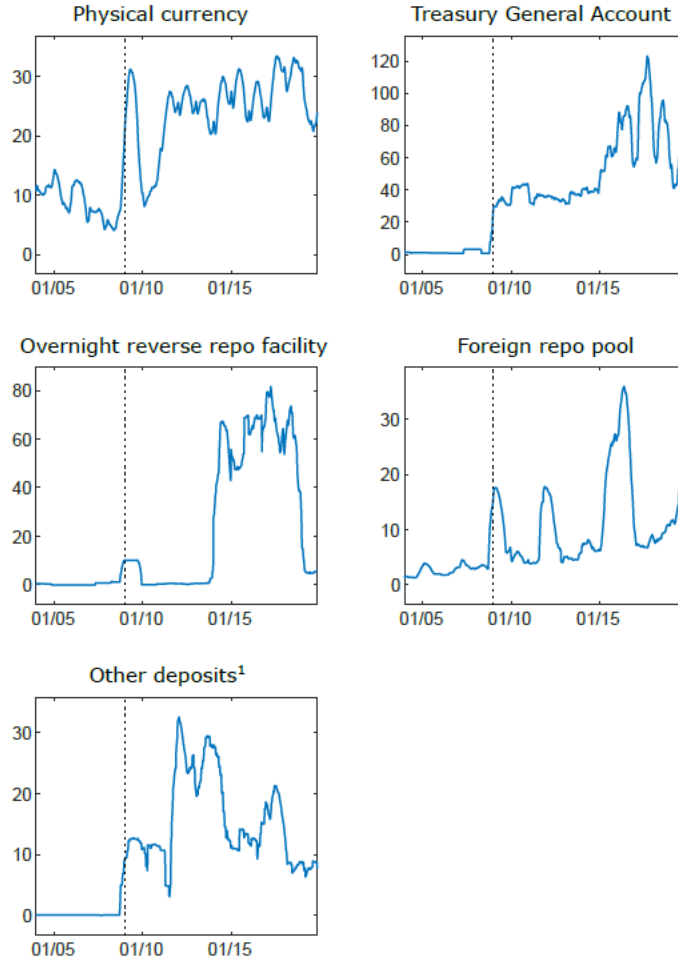 Physical currency
Treasury General Account
30
20
10
0
01/05 01/10 01/15
120
100
80
60
40
20
0
01/05 01/10 01/15
Overnight reverse repo facility
Foreign repo pool
80
60
40
20
0
01/05 01/10 01/15
30
20
10
0
01/05 01/10 01/15
Other deposits¹
30
20
10
0
01/05 01/10 01/15